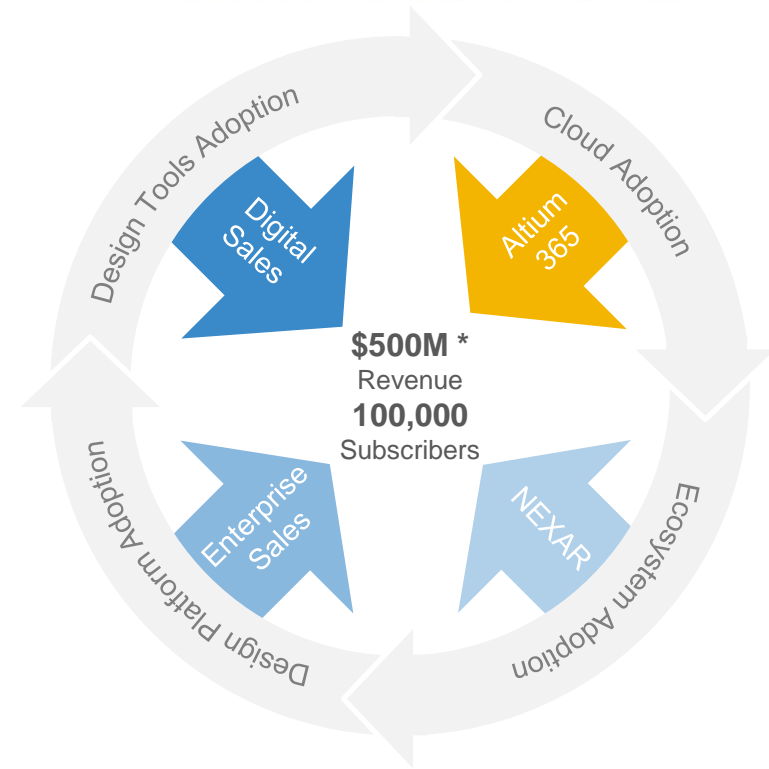 Design Tools Adoption
Cloud Adoption
Digital
Sales
Altium
365
$500M *
Revenue
100,000
Subscribers
Enterprise
Sales
NEXAR
Design Platform Adoption
Ecosystem Adoption